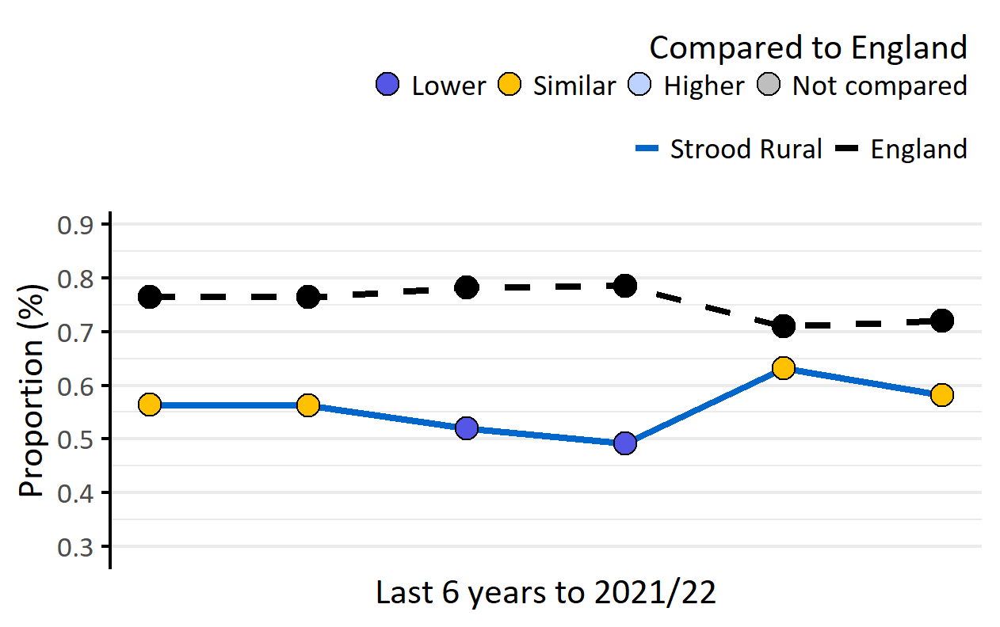 Compared to England
Lower Similar Higher Not compared
Strood Rural England
0.9
0.8
0.7
0.6
0.5
0.4
0.3
Proportion (%)
Last 6 years to 2021/22